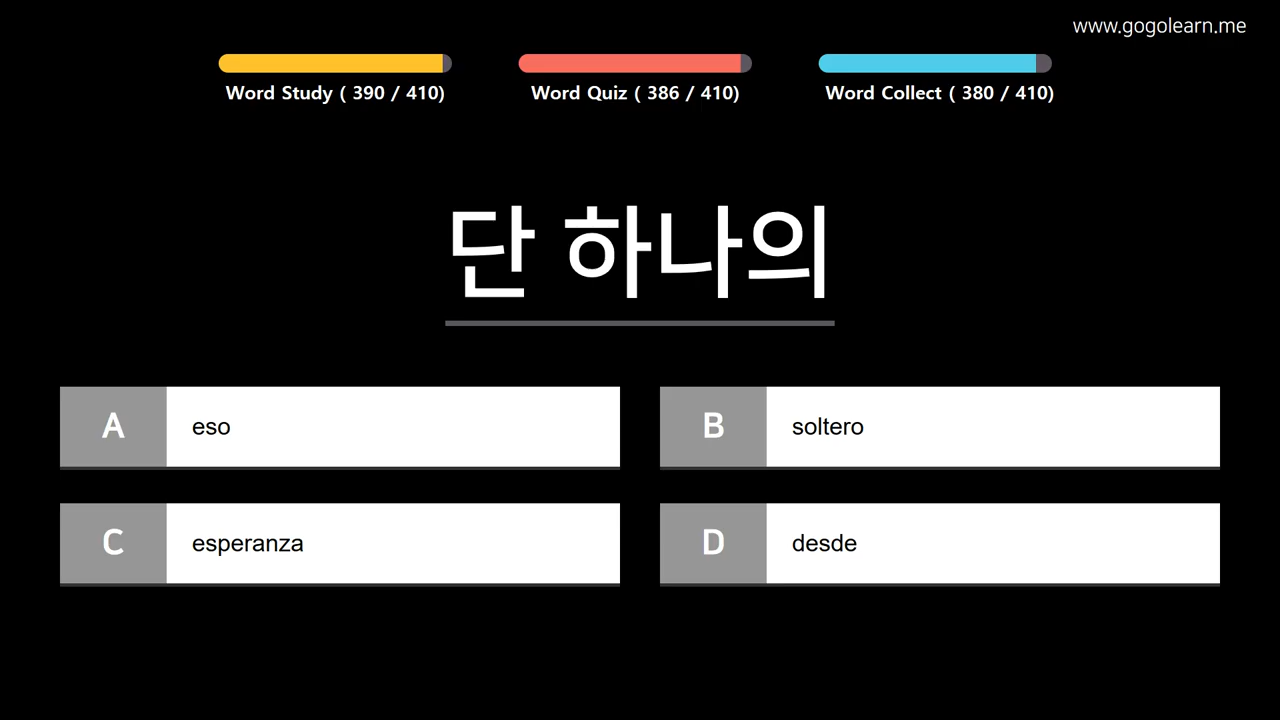 www.gogolearn.me
Word Study ( 390 / 410)
Word Quiz ( 386 / 410)
Word Collect ( 380 / 410)
단 하나의
A
eso
B
soltero
C
esperanza
D
desde